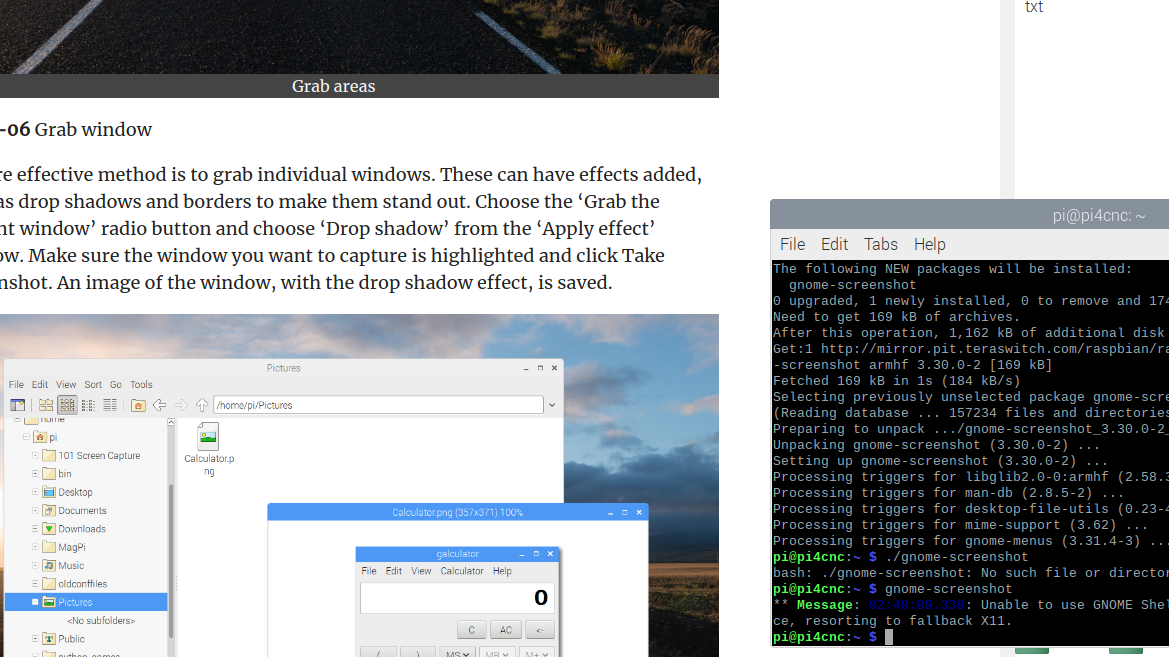 txt
Grab areas
-06 Grab window
re effective method is to grab individual windows. These can have effects added,
as drop shadows and borders to make them stand out. Choose the ‘Grab the
nt window’ radio button and choose ‘Drop shadow’ from the ‘Apply effect’
ow. Make sure the window you want to capture is highlighted and click Take
nshot. An image of the window, with the drop shadow effect, is saved.
Pictures
File Edit View Sort Go Tools
/home/pi/Pictures
home
pi
101 Screen Capture
bin
Desktop
Documents
Downloads
MagPi
Music
oldconffiles
Pictures
<No subfolders>
Public
python_games
Calculator.p
ng
Calculator.png (357x371) 100%
galculator
File Edit View Calculator Help
0
C AC <-
( ) MS MR M+
pi@pi4cnc: ~
File Edit Tabs Help
The following NEW packages will be installed:
gnome-screenshot
0 upgraded, 1 newly installed, 0 to remove and 174
Need to get 169 kB of archives.
After this operation, 1,162 kB of additional disk
Get:1 http://mirror.pit.teraswitch.com/raspbian/ra
-screenshot armhf 3.30.0-2 [169 kB]
Fetched 169 kB in 1s (184 kB/s)
Selecting previously unselected package gnome-scre
(Reading database ... 157234 files and directories
Preparing to unpack .../gnome-screenshot_3.30.0-2_
Unpacking gnome-screenshot (3.30.0-2) ...
Setting up gnome-screenshot (3.30.0-2) ...
Processing triggers for libglib2.0-0:armhf (2.58.3
Processing triggers for man-db (2.8.5-2) ...
Processing triggers for desktop-file-utils (0.23-4
Processing triggers for mime-support (3.62) ...
Processing triggers for gnome-menus (3.31.4-3) ...
pi@pi4cnc:~ $ ./gnome-screenshot
bash: ./gnome-screenshot: No such file or director
pi@pi4cnc:~ $ gnome-screenshot
** Message: 02:40:09.330: Unable to use GNOME Shel
ce, resorting to fallback X11.
pi@pi4cnc:~ $